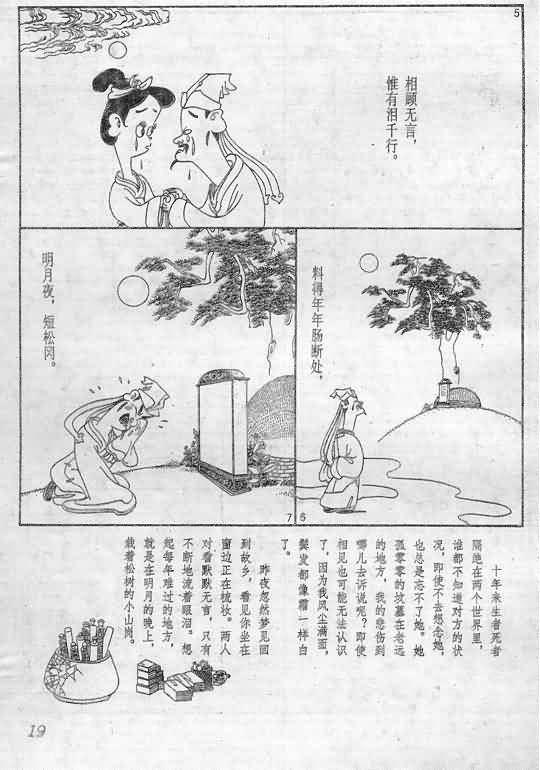 5
相顾无言，
惟有泪千行。
料得年年肠断处，
6
明月夜，短松冈。
7
十年来生者死者
隔绝在两个世界里，
谁都不知道对方的状
况，即使不去想念她，
也总是忘不了她。她
孤零零的坟墓在老远
的地方，我的悲伤到
哪儿去诉说呢？即使
相见也可能无法认识
了，因为我风尘满面，
鬓发都像霜一样白
了。
昨夜忽然梦见回
到故乡，看见你坐在
窗边正在梳妆。两人
对看默默无言，只有
不断地流着眼泪。想
起每年难过的地方，
就是在明月的晚上，
栽着松树的小山岗。
19